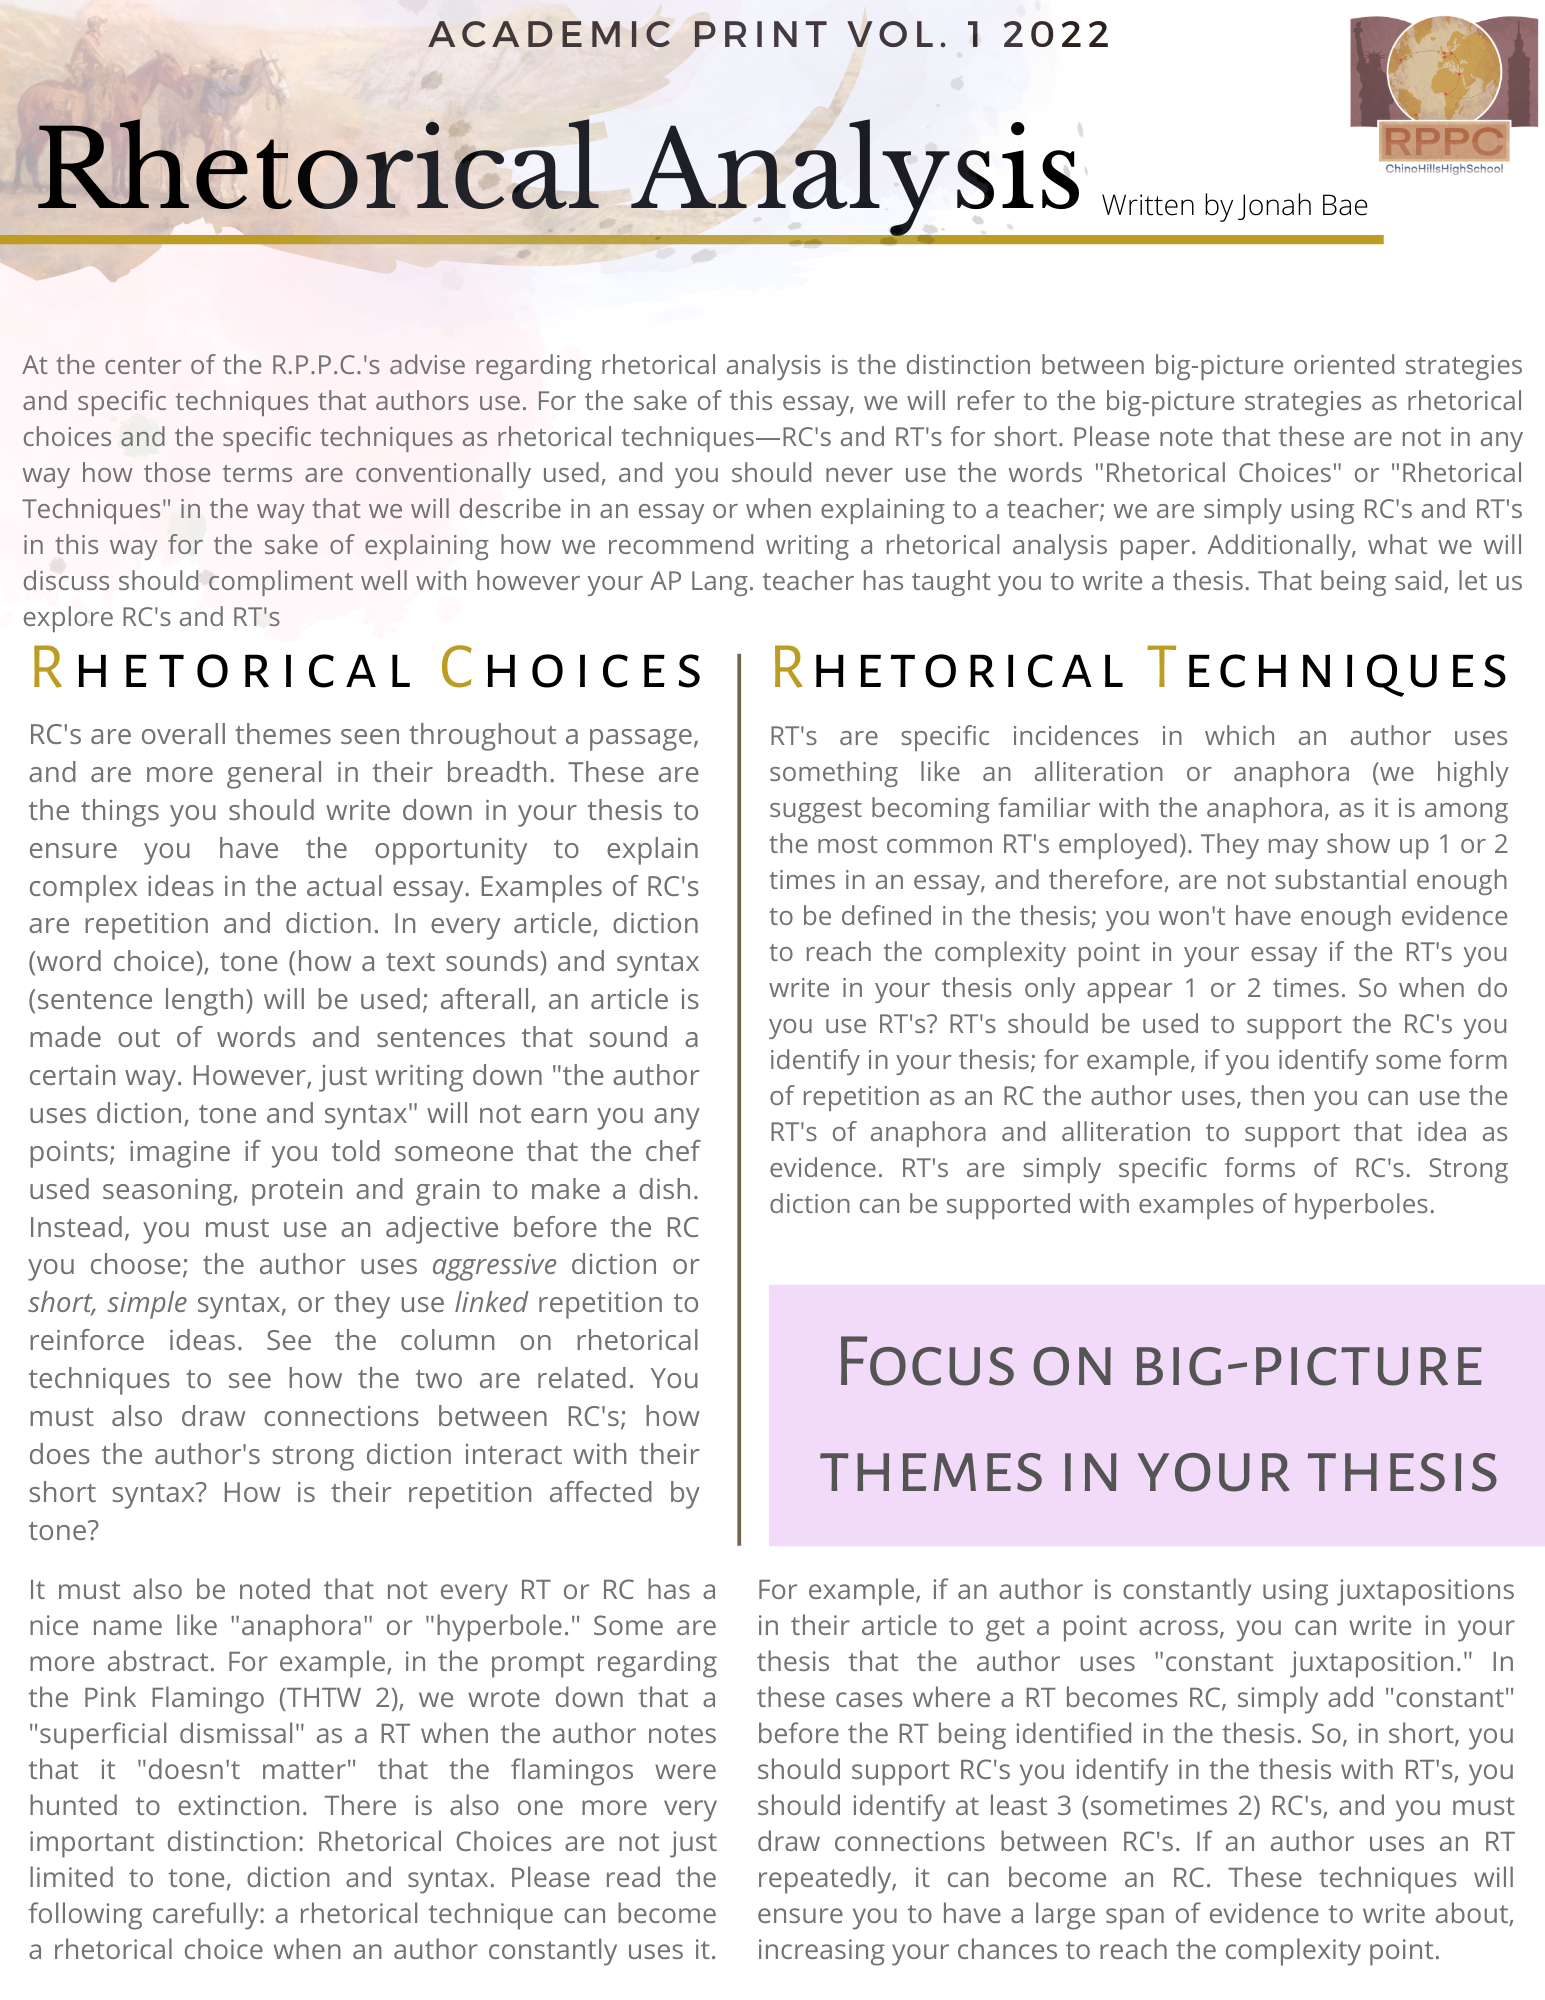 ACADEMIC PRINT VOL. 1 2022
RPPC
ChinoHillsHighSchool
Rhetorical Analysis
Written by Jonah Bae
At the center of the R.P.P.C.'s advise regarding rhetorical analysis is the distinction between big-picture oriented strategies
and specific techniques that authors use. For the sake of this essay, we will refer to the big-picture strategies as rhetorical
choices and the specific techniques as rhetorical techniques—RC's and RT's for short. Please note that these are not in any
way how those terms are conventionally used, and you should never use the words "Rhetorical Choices" or "Rhetorical
Techniques" in the way that we will describe in an essay or when explaining to a teacher; we are simply using RC's and RT's
in this way for the sake of explaining how we recommend writing a rhetorical analysis paper. Additionally, what we will
discuss should compliment well with however your AP Lang. teacher has taught you to write a thesis. That being said, let us
explore RC's and RT's
Rhetorical Choices
RC's are overall themes seen throughout a passage,
and are more general in their breadth. These are
the things you should write down in your thesis to
ensure you have the opportunity to explain
complex ideas in the actual essay. Examples of RC's
are repetition and diction. In every article, diction
(word choice), tone (how a text sounds) and syntax
(sentence length) will be used; afterall, an article is
made out of words and sentences that sound a
certain way. However, just writing down "the author
uses diction, tone and syntax" will not earn you any
points; imagine if you told someone that the chef
used seasoning, protein and grain to make a dish.
Instead, you must use an adjective before the RC
you choose; the author uses aggressive diction or
short, simple syntax, or they use linked repetition to
reinforce ideas. See the column on rhetorical
techniques to see how the two are related. You
must also draw connections between RC's; how
does the author's strong diction interact with their
short syntax? How is their repetition affected by
tone?
Rhetorical Techniques
RT's are specific incidences in which an author uses
something like an alliteration or anaphora (we highly
suggest becoming familiar with the anaphora, as it is among
the most common RT's employed). They may show up 1 or 2
times in an essay, and therefore, are not substantial enough
to be defined in the thesis; you won't have enough evidence
to reach the complexity point in your essay if the RT's you
write in your thesis only appear 1 or 2 times. So when do
you use RT's? RT's should be used to support the RC's you
identify in your thesis; for example, if you identify some form
of repetition as an RC the author uses, then you can use the
RT's of anaphora and alliteration to support that idea as
evidence. RT's are simply specific forms of RC's. Strong
diction can be supported with examples of hyperboles.
Focus on big-picture
themes in your thesis
It must also be noted that not every RT or RC has a
nice name like "anaphora" or "hyperbole." Some are
more abstract. For example, in the prompt regarding
the Pink Flamingo (THTW 2), we wrote down that a
"superficial dismissal" as a RT when the author notes
that it "doesn't matter" that the flamingos were
hunted to extinction. There is also one more very
important distinction: Rhetorical Choices are not just
limited to tone, diction and syntax. Please read the
following carefully: a rhetorical technique can become
a rhetorical choice when an author constantly uses it.
For example, if an author is constantly using juxtapositions
in their article to get a point across, you can write in your
thesis that the author uses "constant juxtaposition." In
these cases where a RT becomes RC, simply add "constant"
before the RT being identified in the thesis. So, in short, you
should support RC's you identify in the thesis with RT's, you
should identify at least 3 (sometimes 2) RC's, and you must
draw connections between RC's. If an author uses an RT
repeatedly, it can become an RC. These techniques will
ensure you to have a large span of evidence to write about,
increasing your chances to reach the complexity point.